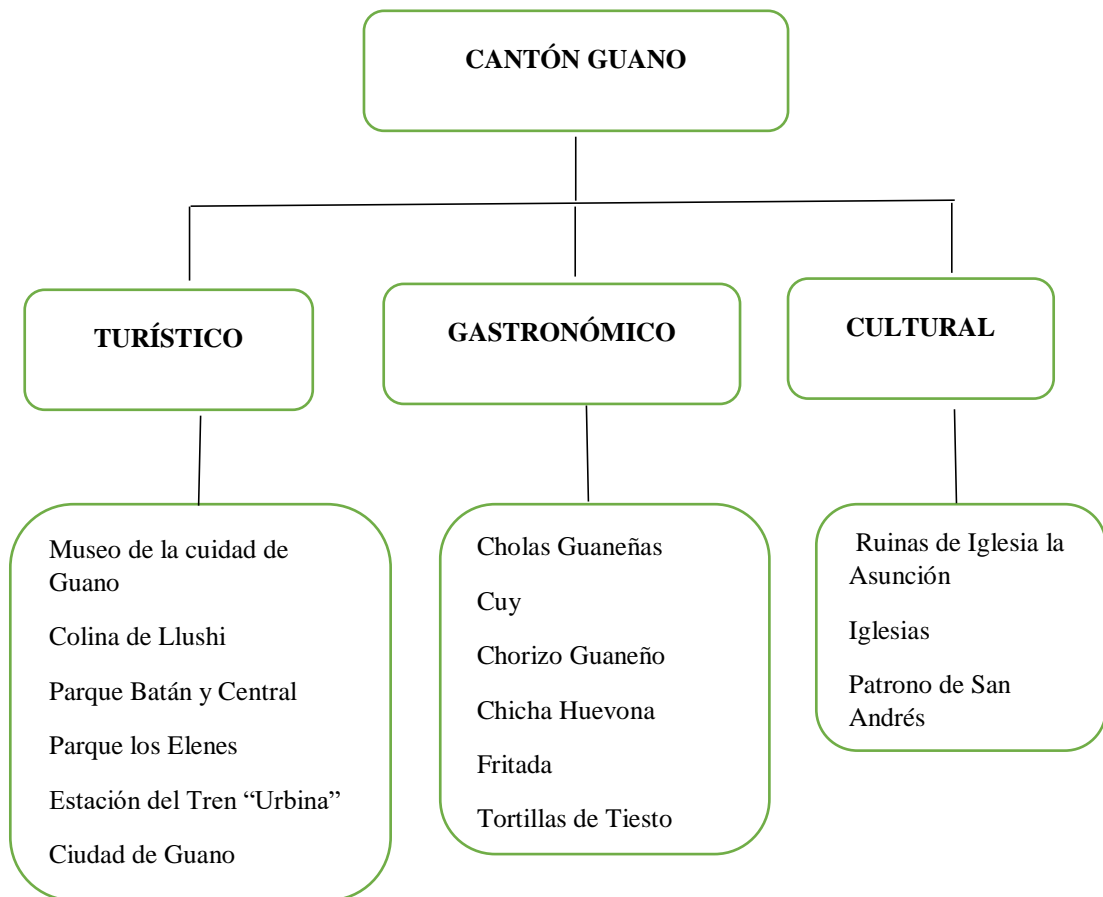 CANTÓN GUANO
TURÍSTICO
GASTRONÓMICO
CULTURAL
Museo de la cuidad de
Guano
Colina de Llushi
Parque Batán y Central
Parque los Elenes
Estación del Tren “Urbina”
Ciudad de Guano
Cholas Guaneñas
Cuy
Chorizo Guaneño
Chicha Huevona
Fritada
Tortillas de Tiesto
Ruinas de Iglesia la
Asunción
Iglesias
Patrono de San
Andrés